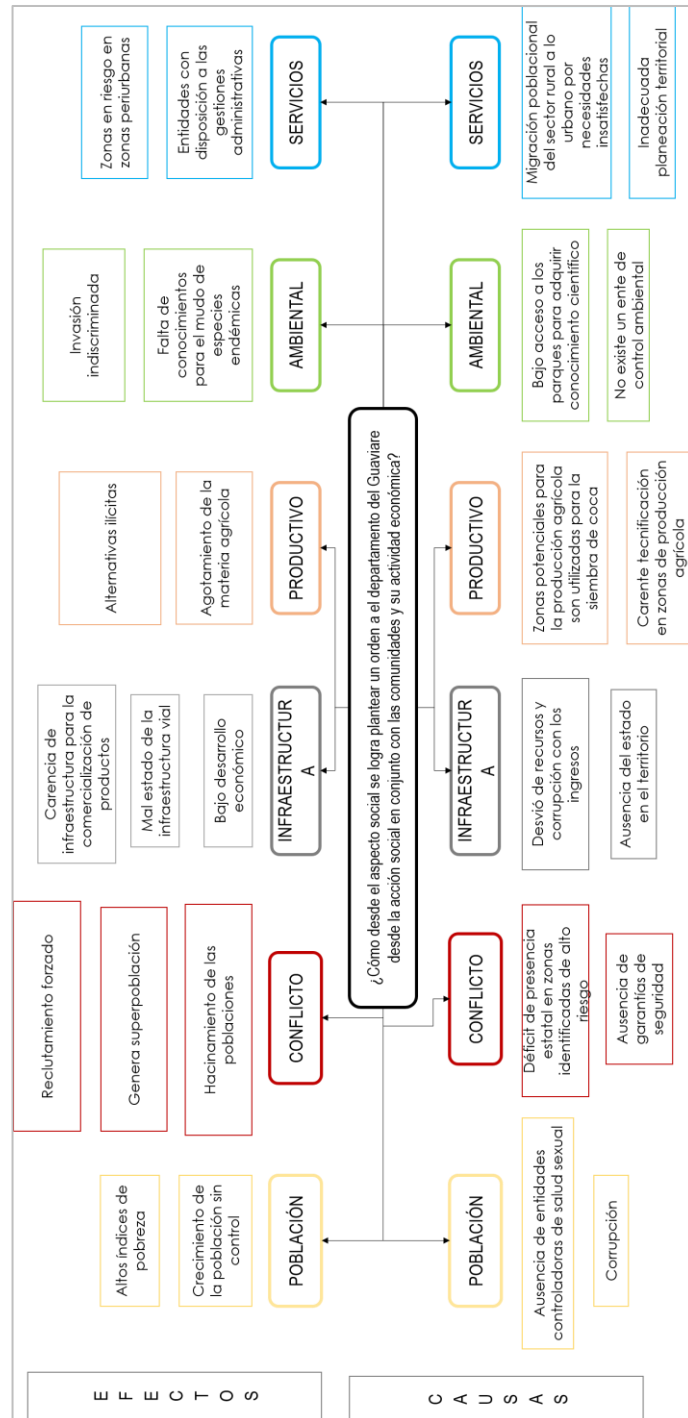 E F E C T O S
Altos índices de
pobreza
Crecimiento de
la población sin
control
POBLACIÓN
Reclutamiento forzado
Genera superpoblación
Hacinamiento de las
poblaciones
CONFLICTO
Carencia de
infraestructura para la
comercialización de
productos
Mal estado de la
infraestructura vial
Bajo desarrollo
económico
INFRAESTRUCTUR
A
Alternativas ilícitas
Agotamiento de la
materia agrícola
PRODUCTIVO
Invasión
indiscriminada
Falta de
conocimientos
para el mudo de
especies
endémicas
AMBIENTAL
Zonas en riesgo en
zonas periurbanas
Entidades con
disposición a las
gestiones
administrativas
SERVICIOS
¿Cómo desde el aspecto social se logra plantear un orden a el departamento del Guaviare
desde la acción social en conjunto con las comunidades y su actividad económica?
C A U S A S
POBLACIÓN
Ausencia de entidades
controladoras de salud sexual
Corrupción
CONFLICTO
Déficit de presencia
estatal en zonas
identificadas de alto
riesgo
Ausencia de
garantías de
seguridad
INFRAESTRUCTUR
A
Desvió de recursos y
corrupción con los
ingresos
Ausencia del estado
en el territorio
PRODUCTIVO
Zonas potenciales para
la producción agrícola
son utilizadas para la
siembra de coca
Carente tecnificación
en zonas de producción
agrícola
AMBIENTAL
Bajo acceso a los
parques para adquirir
conocimiento científico
No existe un ente de
control ambiental
SERVICIOS
Migración poblacional
del sector rural a lo
urbano por
necesidades
insatisfechas
Inadecuada
planeación territorial